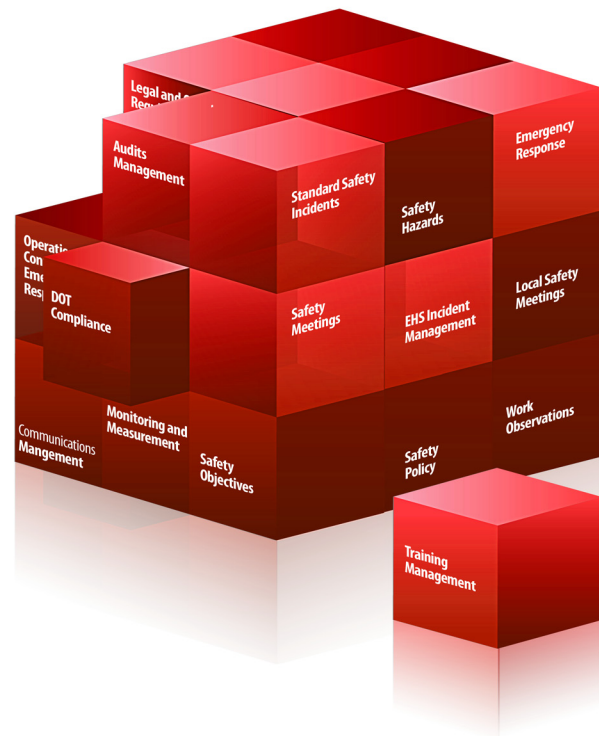 Legal and
Audits
Management
Standard Safety
Incidents
Safety
Hazards
Emergency
Response
DOT
Compliance
Safety
Meetings
EHS Incident
Management
Local Safety
Meetings
Communications
Mangement
Monitoring and
Measurement
Safety
Objectives
Safety
Policy
Work
Observations
Training
Management